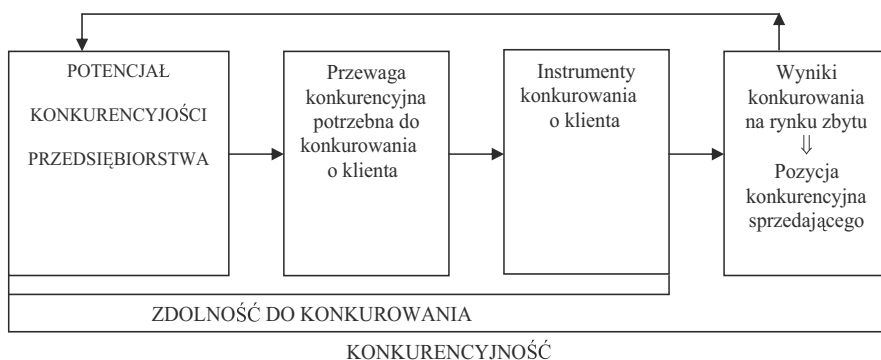 POTENCJAŁ
KONKURENCYJOŚCI
PRZEDSIĘBIORSTWA
Przewaga
konkurencyjna
potrzebna do
konkurowania
o klienta
Instrumenty
konkurowania
o klienta
Wyniki
konkurowania
na rynku zbytu
⇓
Pozycja
konkurencyjna
sprzedającego
ZDOLNOŚĆ DO KONKUROWANIA
KONKURENCYJNOŚĆ